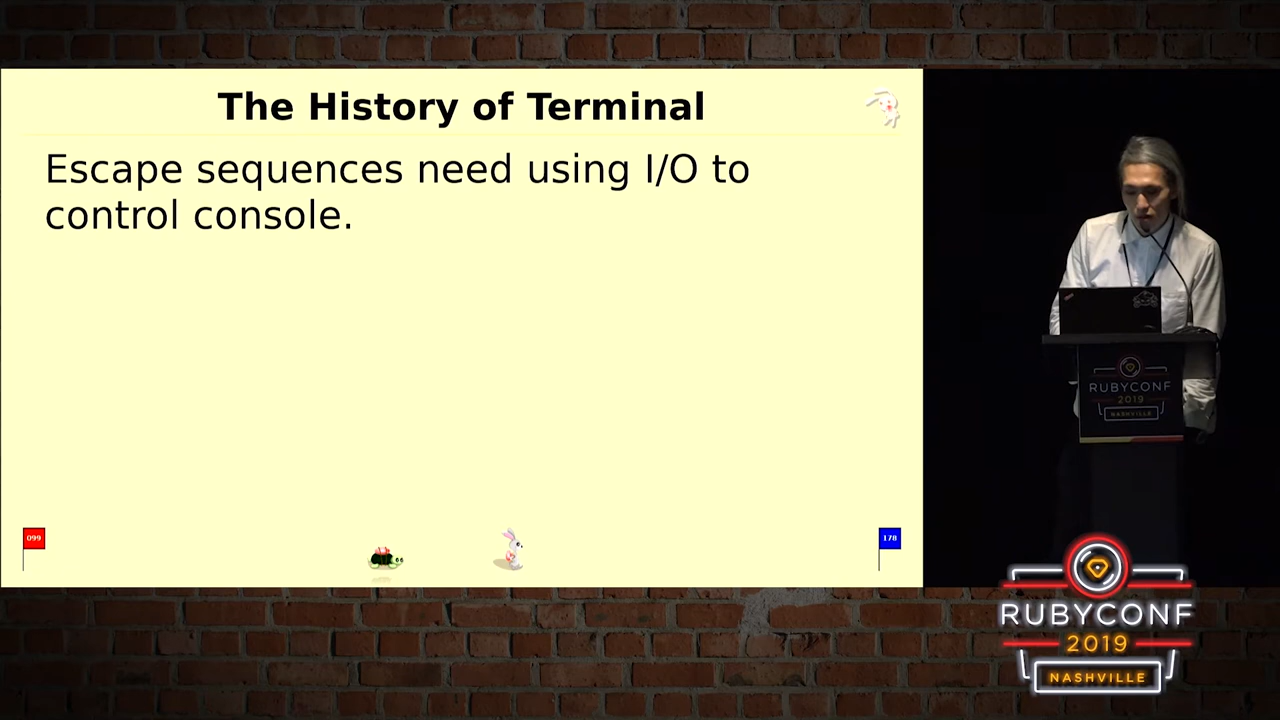 The History of Terminal
Escape sequences need using I/O to
control console.
099
178
RUBYCONF
2019
NASHVILLE
RUBYCONF
2019
NASHVILLE